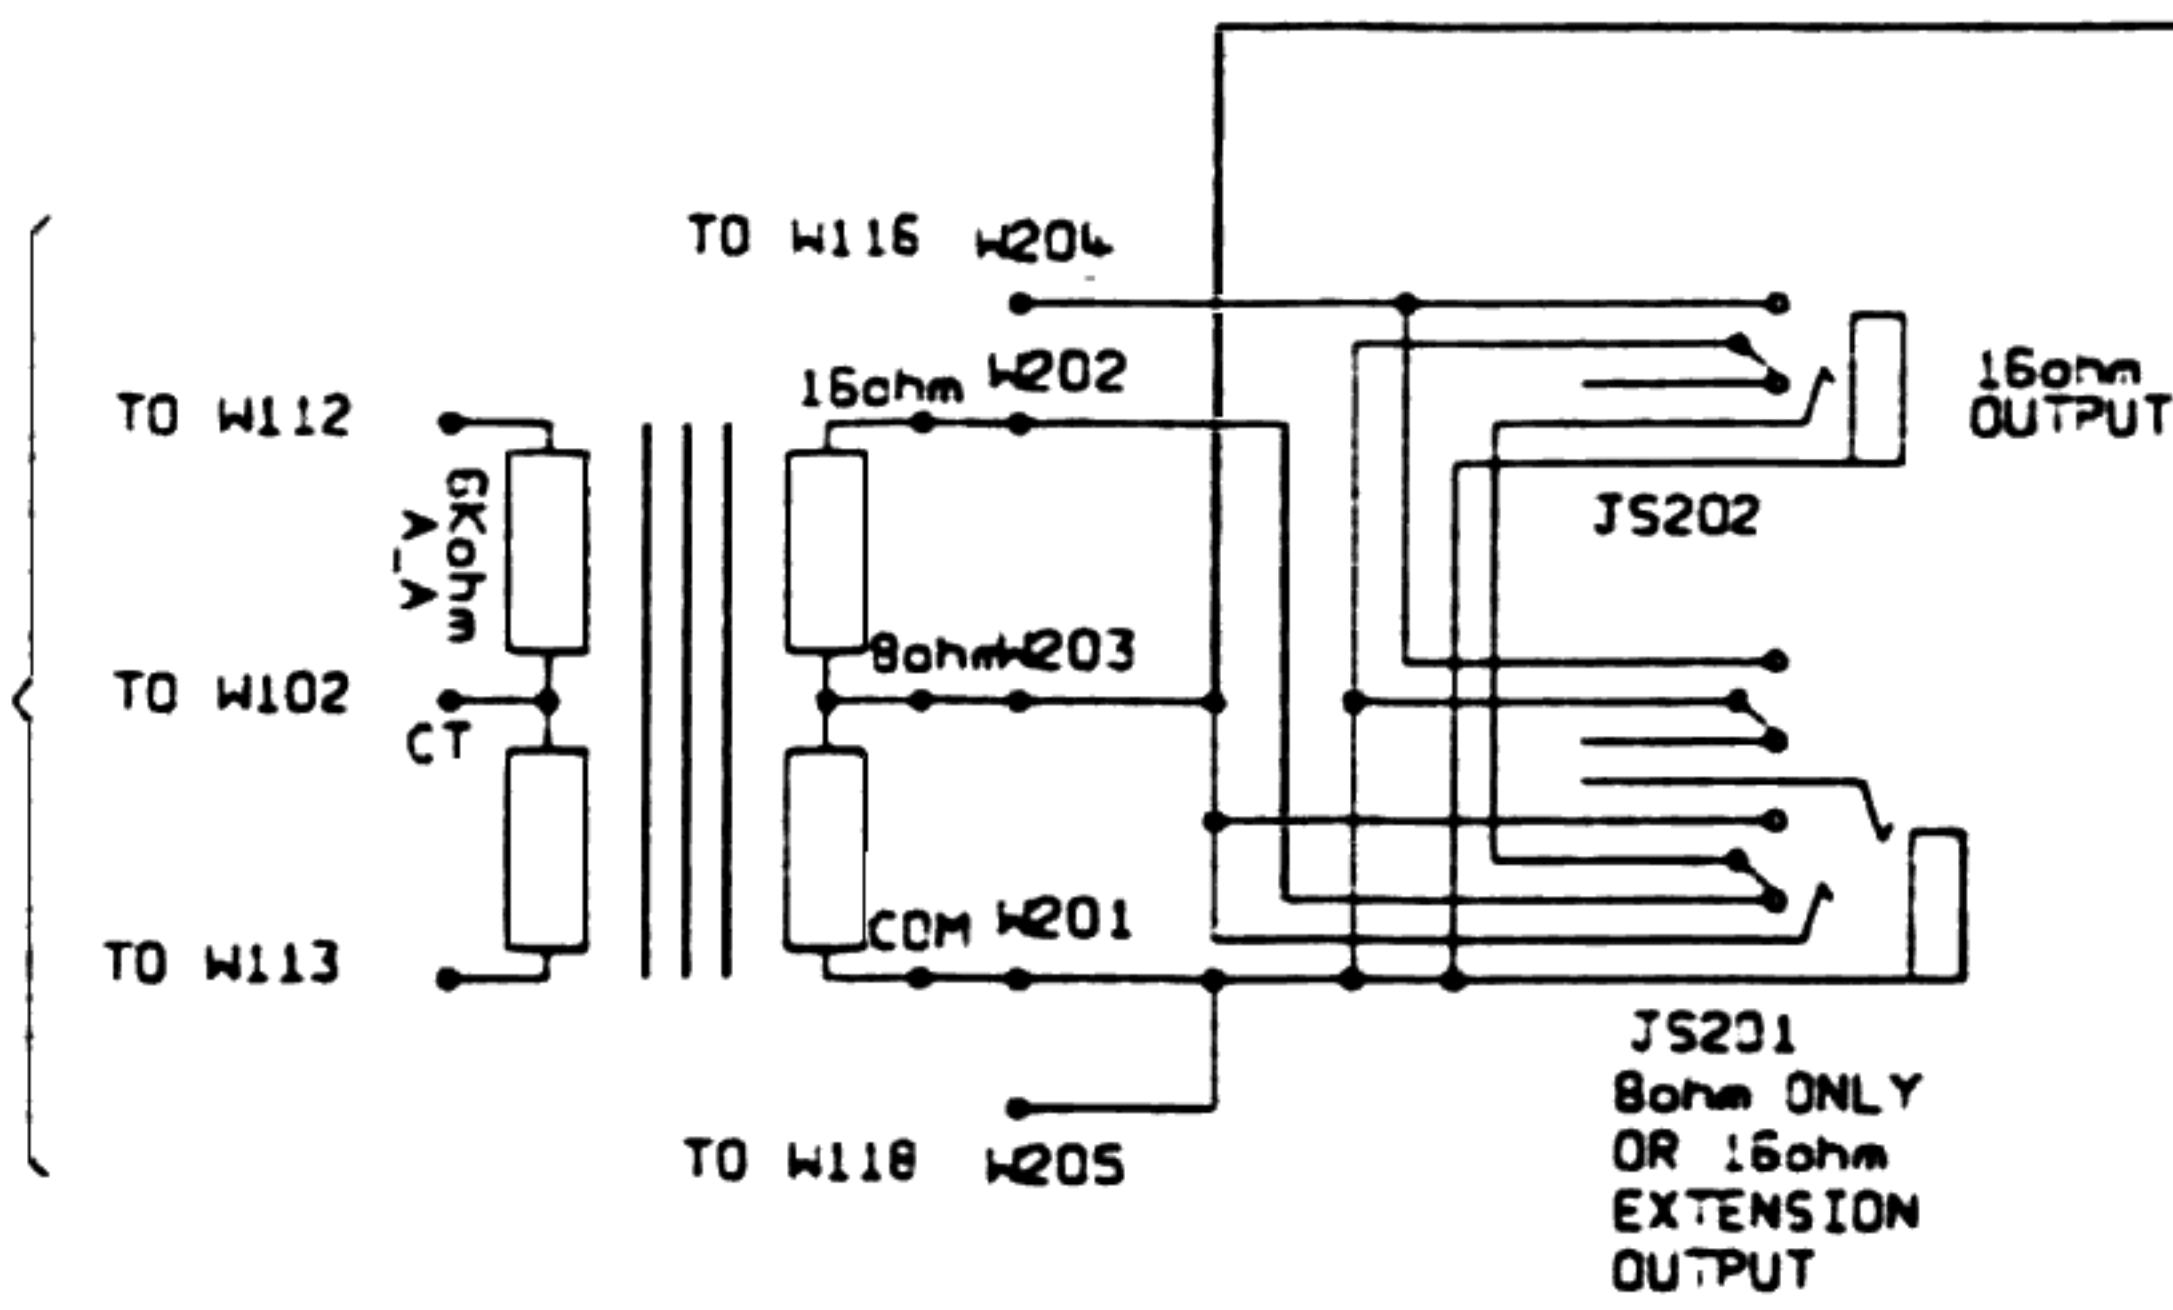 TO W116 W204
16ohm W202
TO W112
16ohm
OUTPUT
6Kohm
A_A
JS202
8ohm W203
TO W102
CT
COM W201
TO W113
JS201
8ohm ONLY
OR 16ohm
EXTENSION
OUTPUT
TO W118 W205